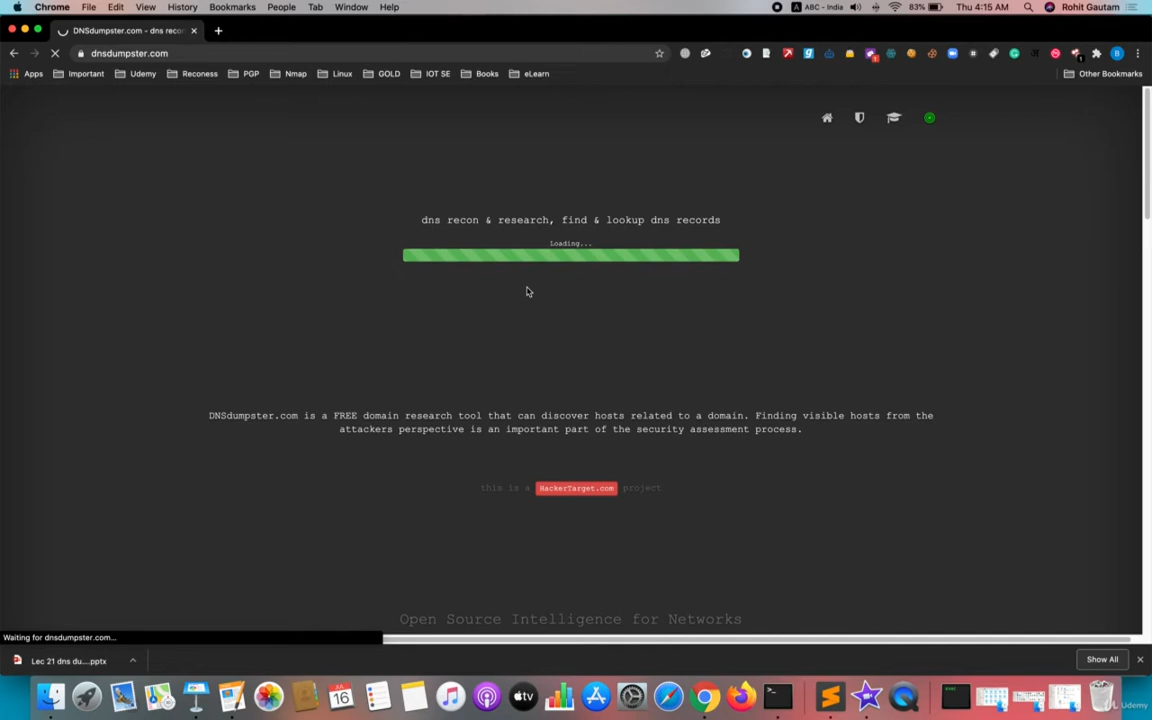 Chrome File Edit View History Bookmarks People Tab Window Help ABC - India 83% Thu 4:15 AM Rohit Gautam
DNSdumpster.com - dns reco
dnsdumpster.com
Apps Important Udemy Reconess PGP Nmap Linux GOLD IOT SE Books eLearn Other Bookmarks
dns recon & research, find & lookup dns records
Loading...
DNSdumpster.com is a FREE domain research tool that can discover hosts related to a domain. Finding visible hosts from the
attackers perspective is an important part of the security assessment process.
this is a HackerTarget.com project
Open Source Intelligence for Networks
Waiting for dnsdumpster.com...
Lec 21 dns du....pptx Show All
tv
Udemy